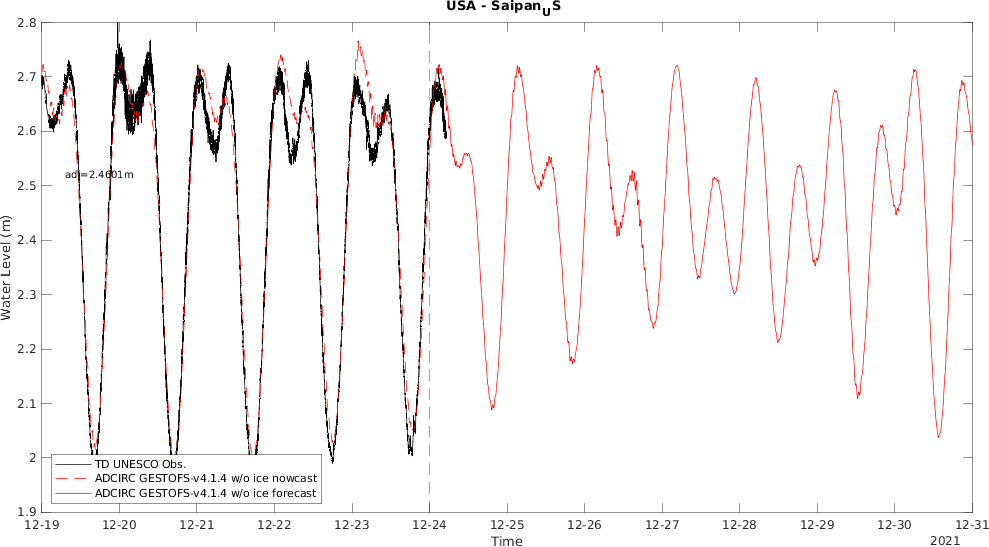 USA - SaipanUS
2.8
2.7
2.6
adj=2.4601m
2.5
2.4
Water Level (m)
2.3
2.2
2.1
2
TD UNESCO Obs.
ADCIRC GESTOFS-v4.1.4 w/o ice nowcast
ADCIRC GESTOFS-v4.1.4 w/o ice forecast
1.9
12-19 12-20 12-21 12-22 12-23 12-24 12-25 12-26 12-27 12-28 12-29 12-30 12-31
Time
2021